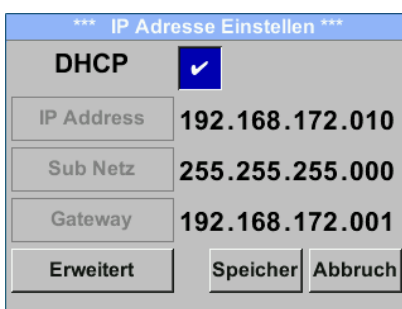 *** IP Adresse Einstellen ***
DHCP ✔
IP Address 192.168.172.010
Sub Netz 255.255.255.000
Gateway 192.168.172.001
Erweitert Speicher Abbruch